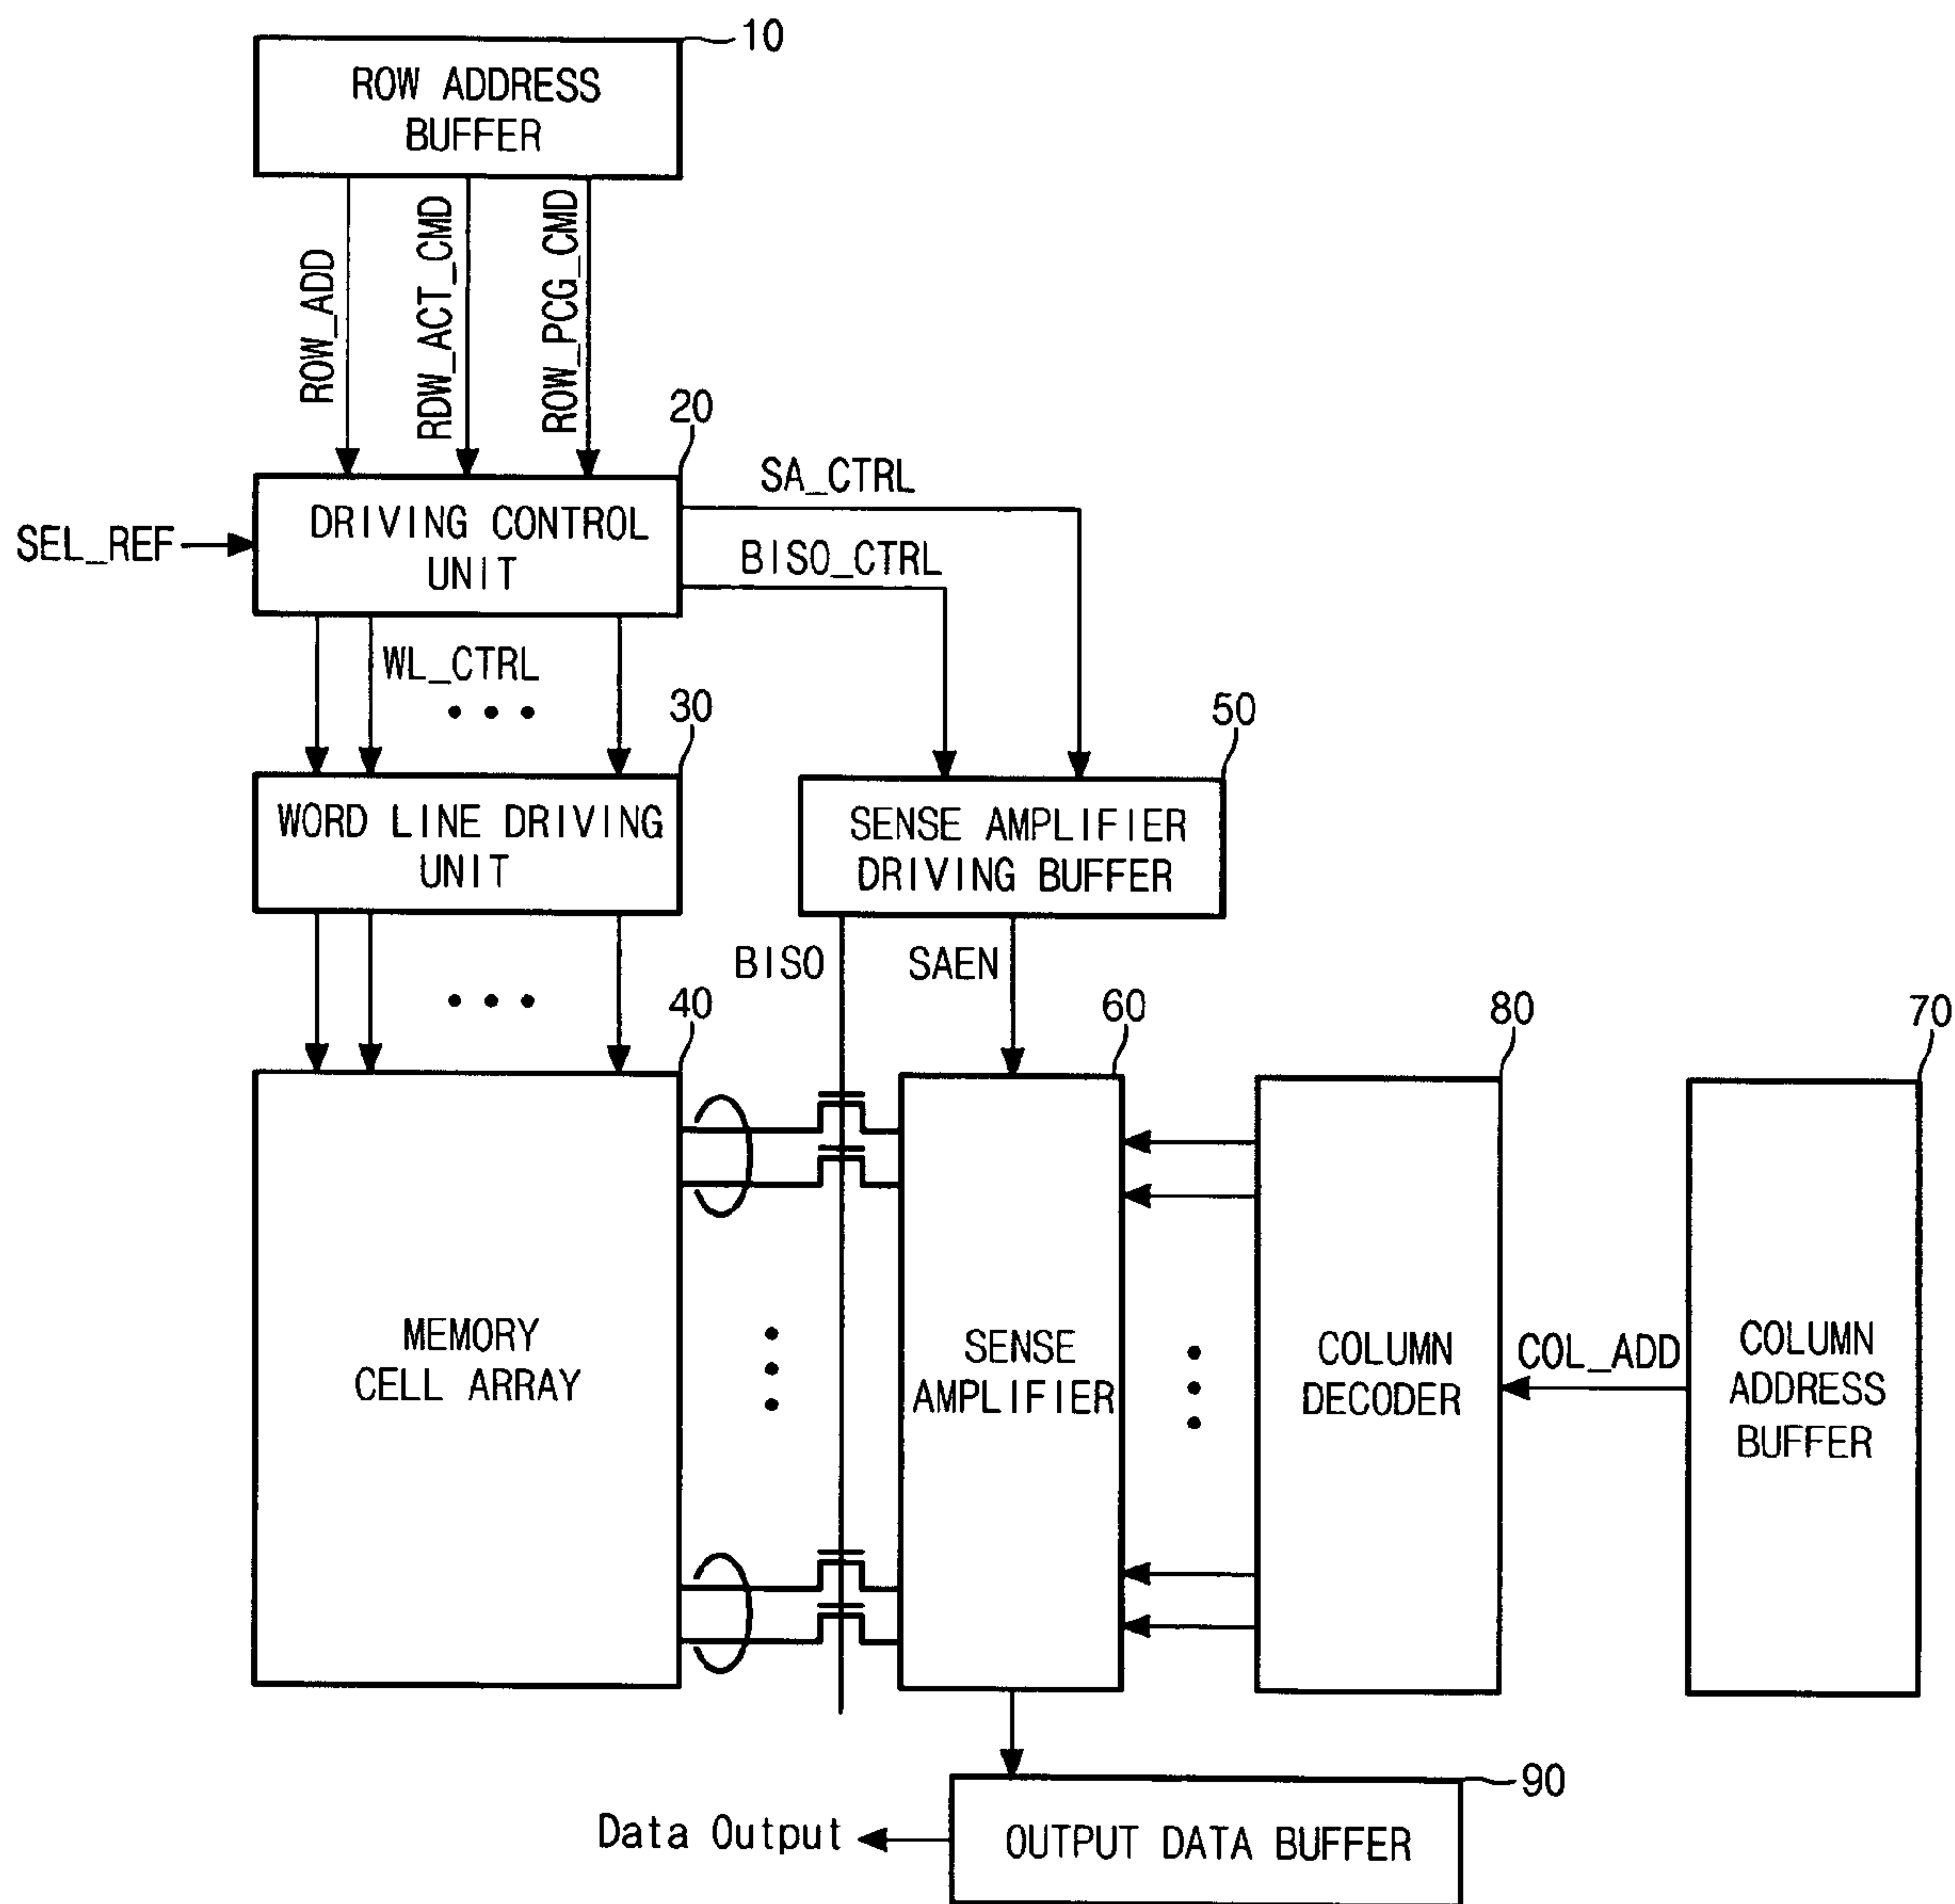 10
ROW ADDRESS
BUFFER
ROW_ADD
RDW_ACT_CMD
ROW_PCG_CMD
20
SA_CTRL
SEL_REF
DRIVING CONTROL
UNIT
BISO_CTRL
WL_CTRL
30
50
WORD LINE DRIVING
UNIT
SENSE AMPLIFIER
DRIVING BUFFER
BISO
SAEN
40
60
80
70
MEMORY
CELL ARRAY
SENSE
AMPLIFIER
COLUMN
DECODER
COL_ADD
COLUMN
ADDRESS
BUFFER
90
Data Output
OUTPUT DATA BUFFER